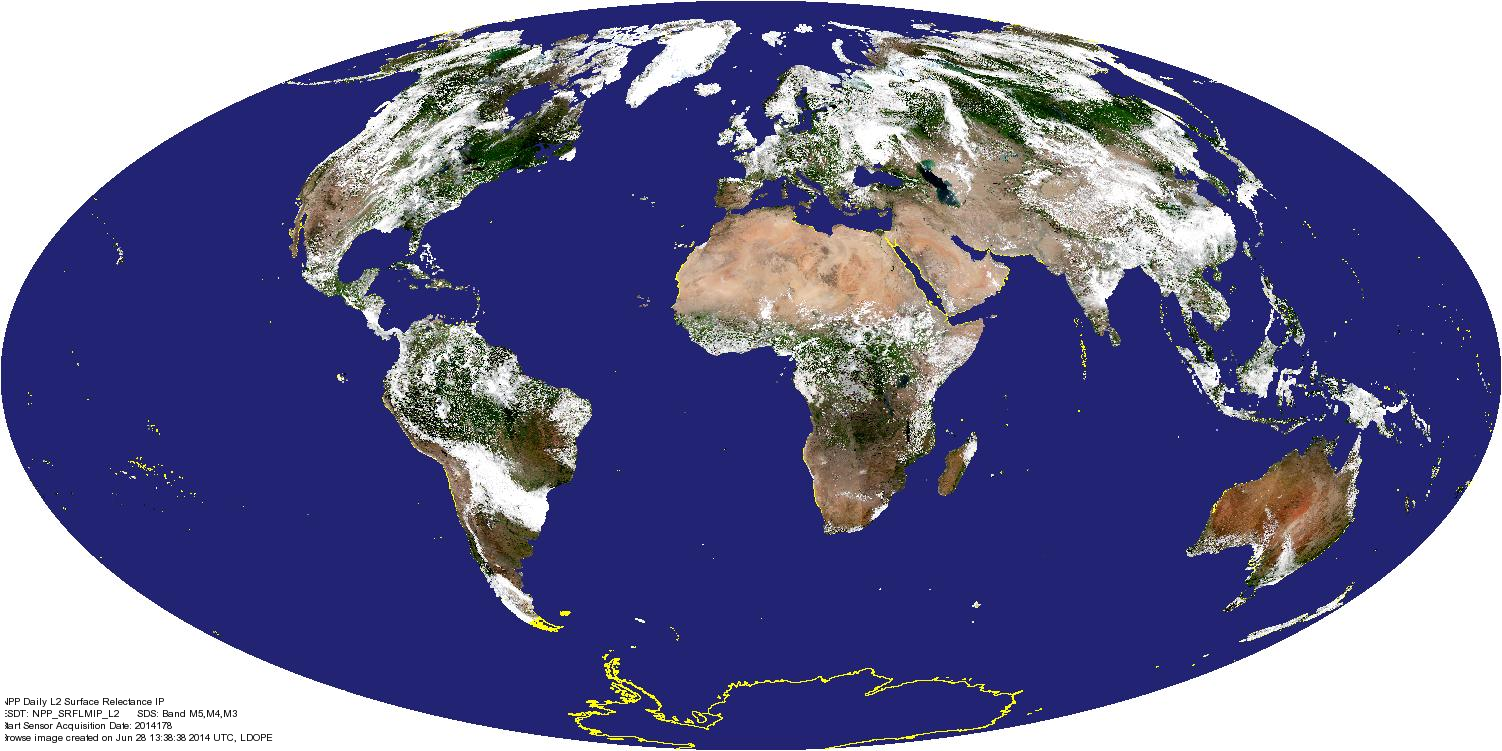 NPP Daily L2 Surface Relectance IP
ESDT: NPP_SRFLMIP_L2 SDS: Band M5,M4,M3
Start Sensor Acquisition Date: 2014178
Browse image created on Jun 28 13:38:38 2014 UTC, LDOPE